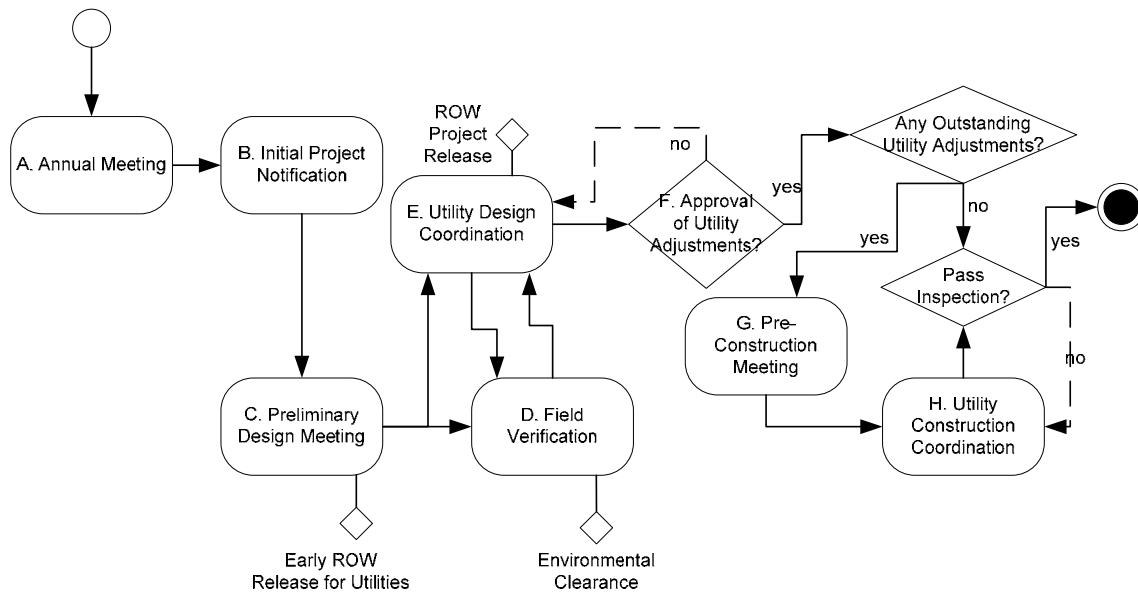 A. Annual Meeting
B. Initial Project
Notification
C. Preliminary
Design Meeting
Early ROW
Release for Utilities
ROW
Project
Release
E. Utility Design
Coordination
D. Field
Verification
Environmental
Clearance
no
F. Approval
of Utility
Adjustments?
yes
Any Outstanding
Utility Adjustments?
yes
no
G. Pre-
Construction
Meeting
Pass
Inspection?
yes
no
H. Utility
Construction
Coordination